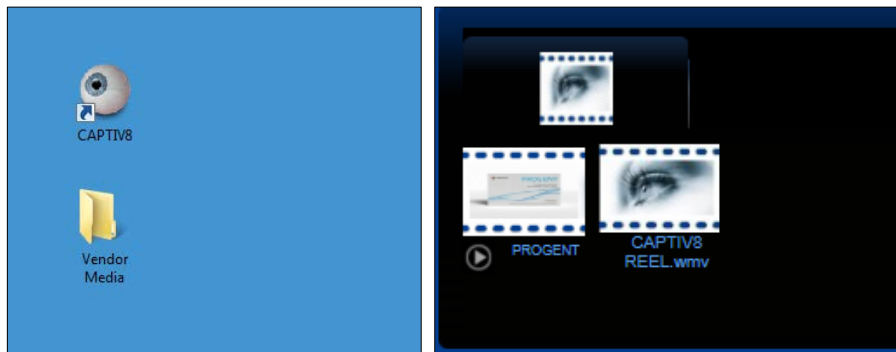 CAPTIV8
Vendor
Media
PROGENT
CAPTIV8
REEL.wmv